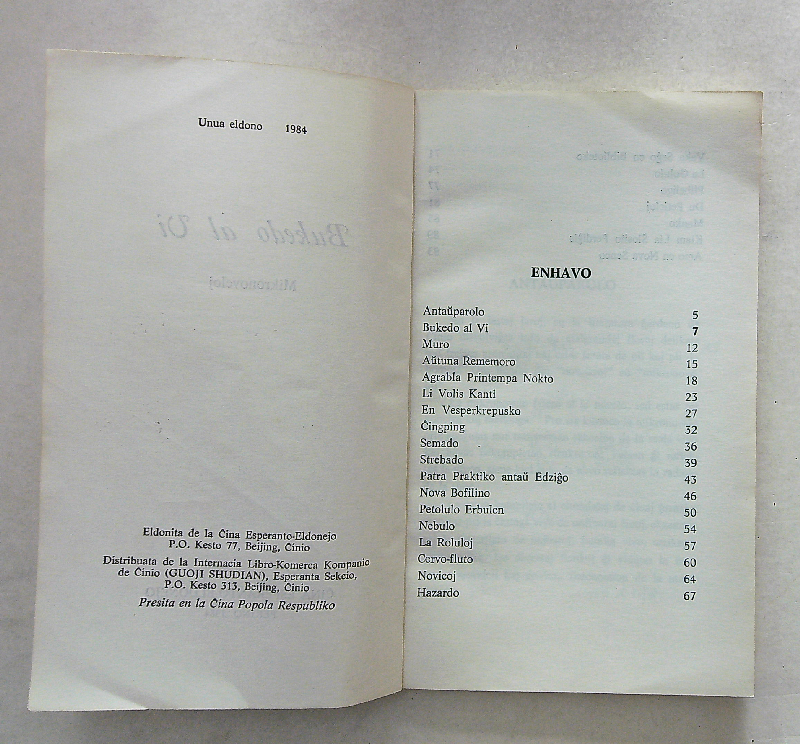 Unua eldono 1984
Bukedo al Vi
Mikronoveloj
Eldonita de la Ĉina Esperanto-Eldonejo
P.O. Kesto 77, Beijing, Ĉinio
Distribuata de la Internacia Libro-Komerca Kompanio
de Ĉinio (GUOJI SHUDIAN), Esperanta Sekcio,
P.O. Kesto 313, Beijing, Ĉinio
Presita en la Ĉina Popola Respubliko
ENHAVO
Antaŭparolo 5
Bukedo al Vi 7
Muro 12
Aŭtuna Rememoro 15
Agrabla Printempa Nokto 18
Li Volis Kanti 23
En Vesperkrepusko 27
Ĉingping 32
Semado 36
Strebado 39
Patra Praktiko antaŭ Edziĝo 43
Nova Bofilino 46
Petolulo Erbulen 50
Nebulo 54
La Roluloj 57
Cervo-fluto 60
Novicoj 64
Hazardo 67